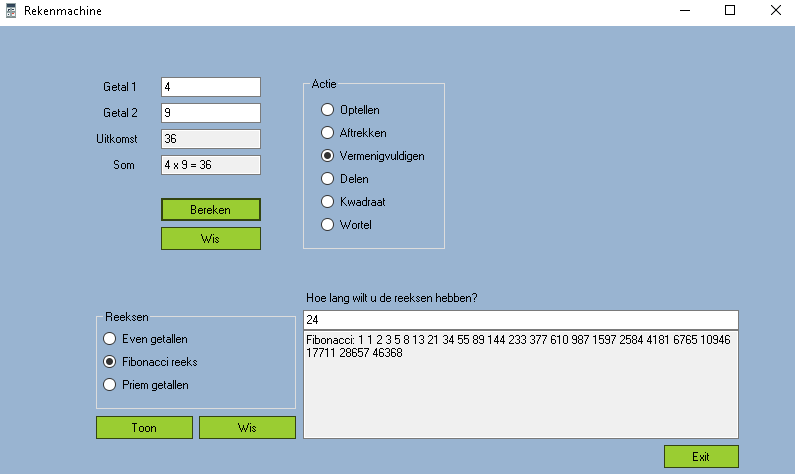 Rekenmachine
Getal 1 4
Getal 2 9
Uitkomst 36
Som 4 x 9 = 36
Bereken
Wis
Actie
Optellen
Aftrekken
Vermenigvuldigen
Delen
Kwadraat
Wortel
Reeksen
Even getallen
Fibonacci reeks
Priem getallen
Toon Wis
Hoe lang wilt u de reeksen hebben?
24
Fibonacci: 1 1 2 3 5 8 13 21 34 55 89 144 233 377 610 987 1597 2584 4181 6765 10946
17711 28657 46368
Exit